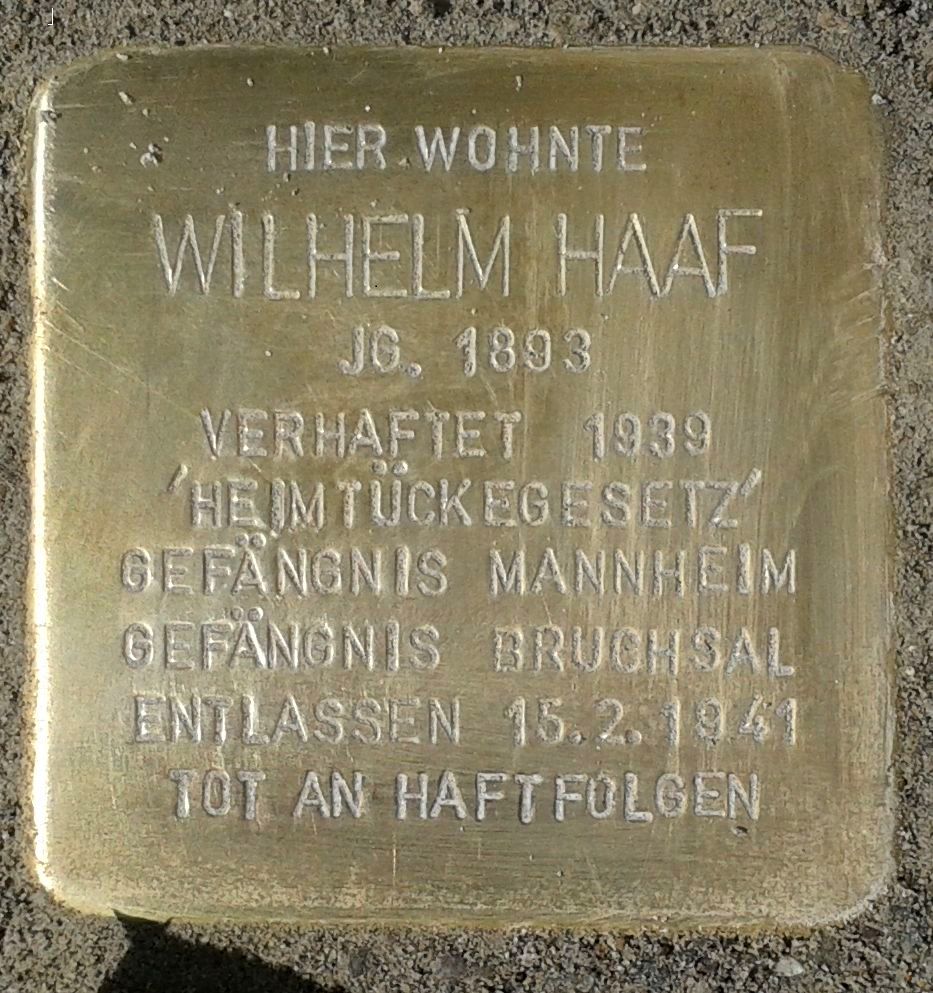 HIER WOHNTE
WILHELM HAAF
JG. 1893
VERHAFTET 1939
'HEIMTÜCKEGESETZ'
GEFÄNGNIS MANNHEIM
GEFÄNGNIS BRUCHSAL
ENTLASSEN 15.2.1941
TOT AN HAFTFOLGEN